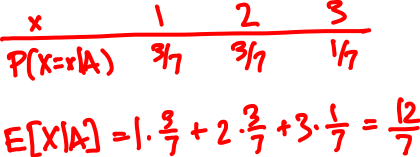 x 1 2 3
P(X=x|A) 3/7 3/7 1/7
E[X|A] = 1·3/7 + 2·3/7 + 3·1/7 = 12/7